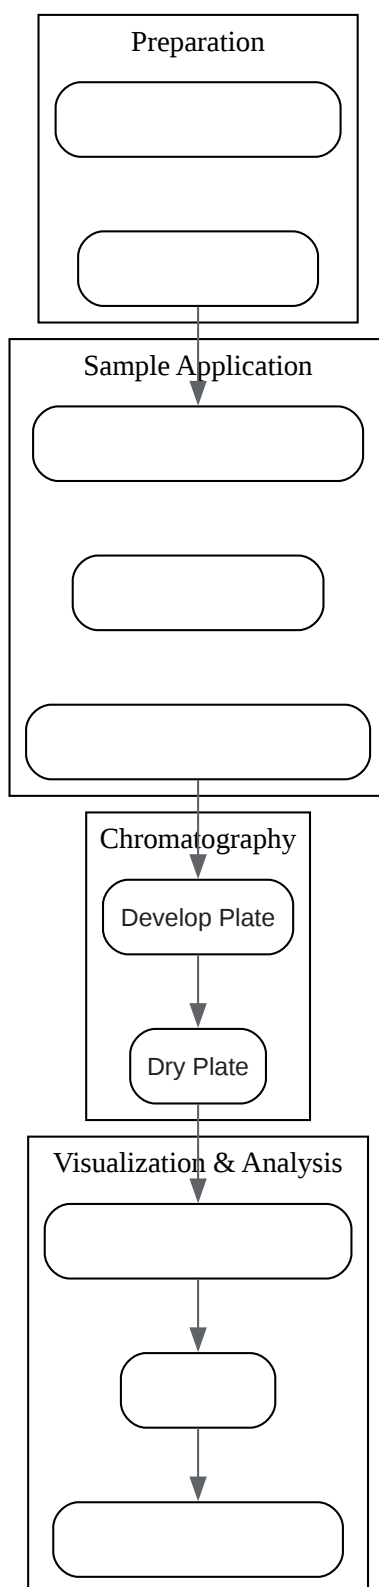 Preparation
Sample Application
Chromatography
Develop Plate
Dry Plate
Visualization & Analysis